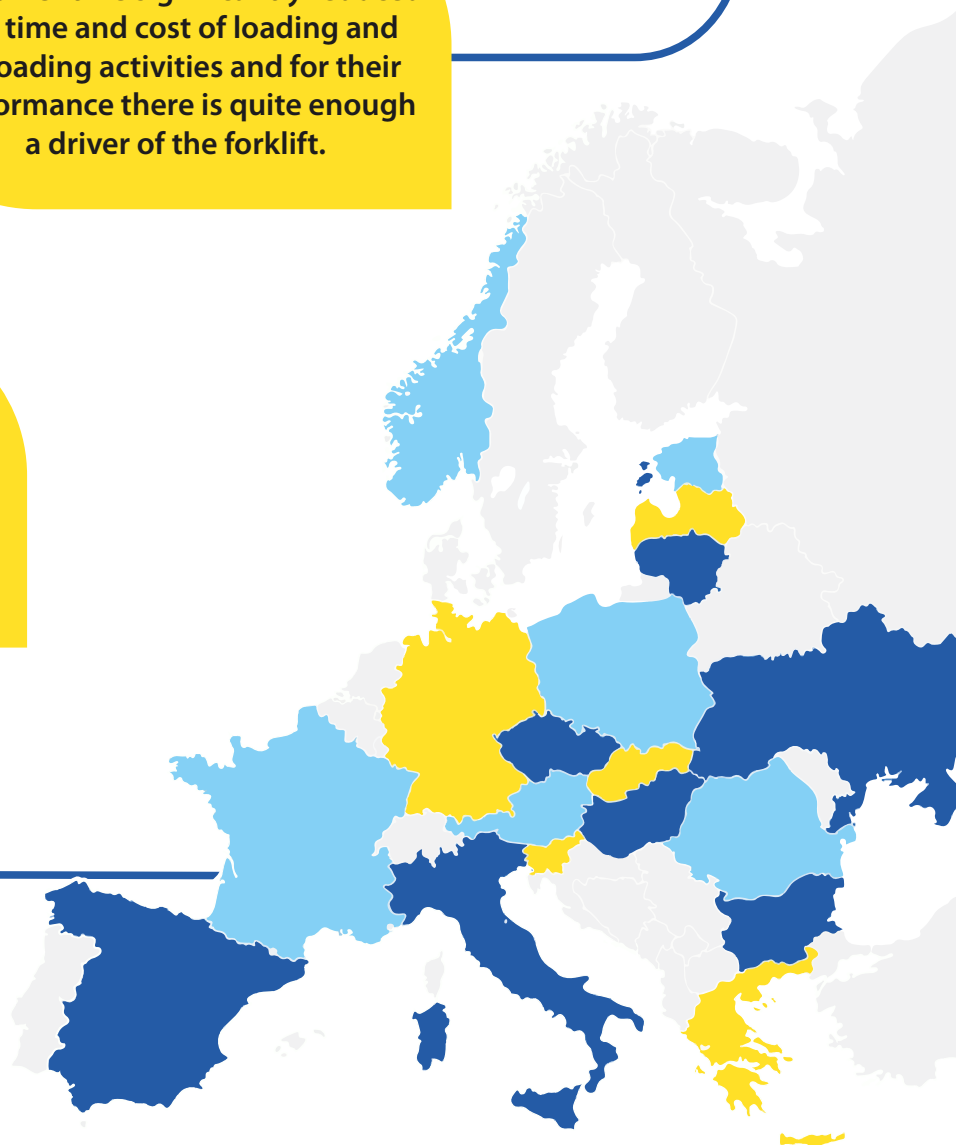 time and cost of loading and
oading activities and for their
ormance there is quite enough
a driver of the forklift.